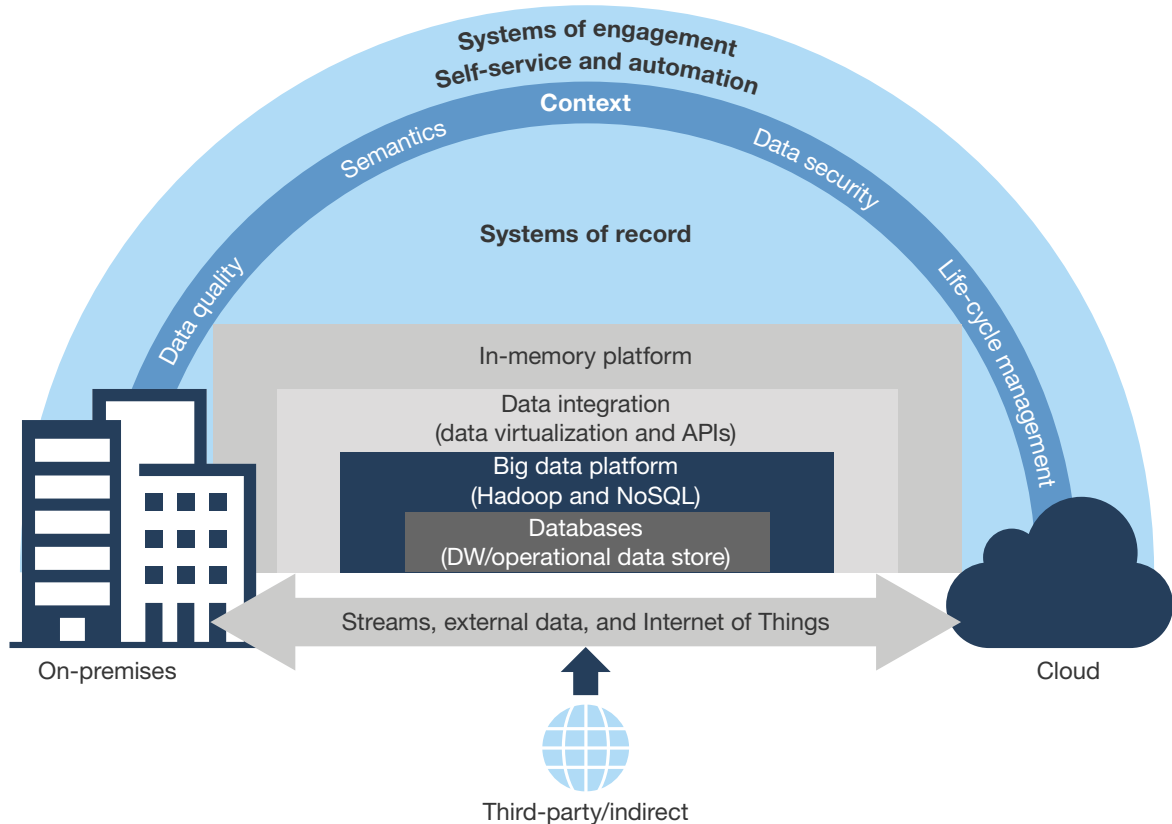 Systems of engagement
Self-service and automation
Context
Semantics
Data security
Data quality
Life-cycle management
Systems of record
In-memory platform
Data integration
(data virtualization and APIs)
Big data platform
(Hadoop and NoSQL)
Databases
(DW/operational data store)
Streams, external data, and Internet of Things
On-premises
Cloud
Third-party/indirect